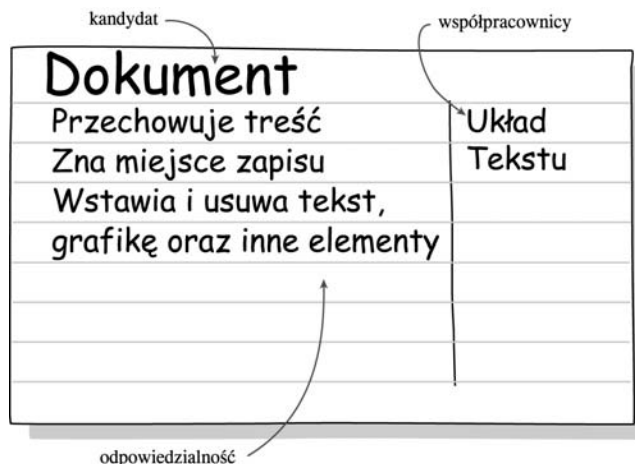 kandydat
współpracownicy
Dokument
Przechowuje treść
Układ
Zna miejsce zapisu
Tekstu
Wstawia i usuwa tekst,
grafikę oraz inne elementy
odpowiedzialność